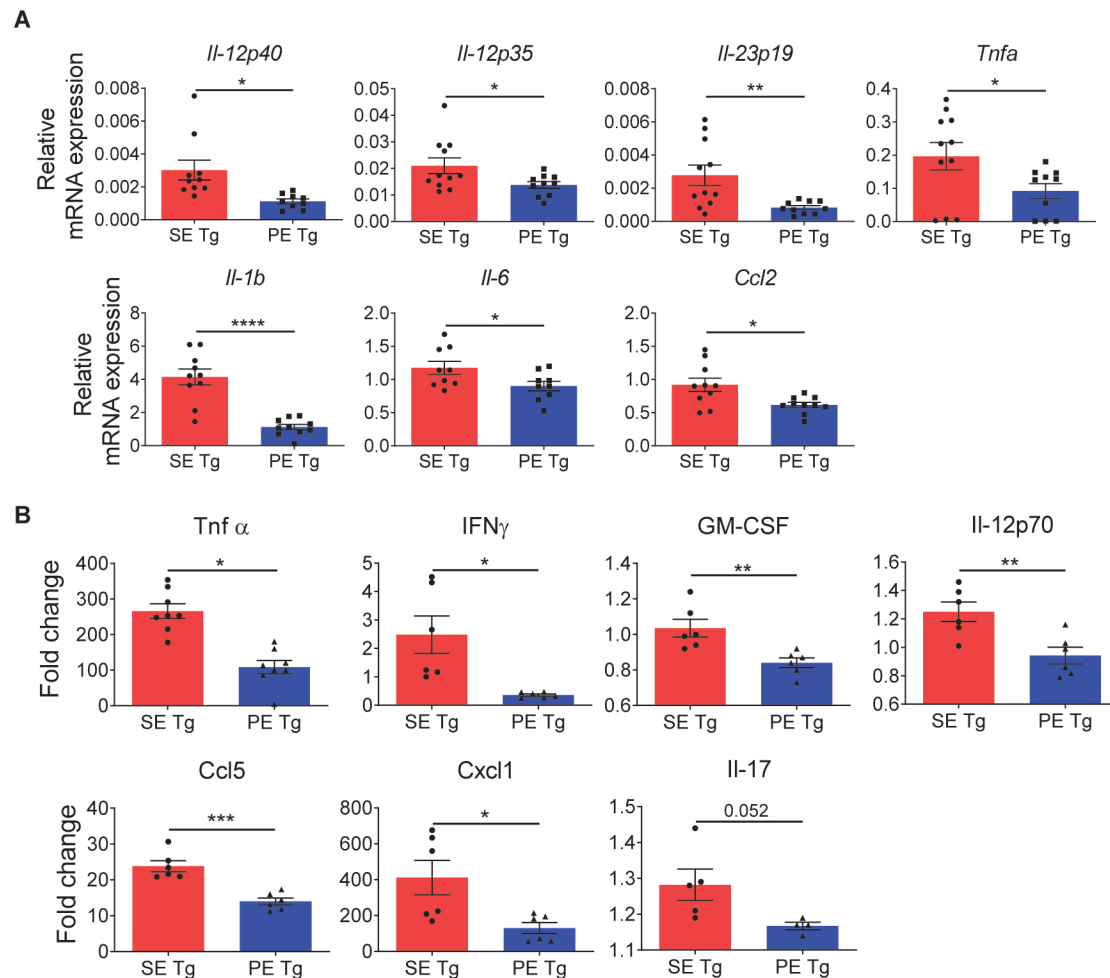 A
Il-12p40 Il-12p35 Il-23p19 Tnfa
Relative
mRNA expression
0.008 0.006 0.004 0.002 0.000 * SE Tg PE Tg
0.05 0.04 0.03 0.02 0.01 0.00 * SE Tg PE Tg
0.008 0.006 0.004 0.002 0.000 ** SE Tg PE Tg
0.4 0.3 0.2 0.1 0.0 * SE Tg PE Tg
Il-1b Il-6 Ccl2
Relative
mRNA expression
8 6 4 2 0 **** SE Tg PE Tg
2.0 1.5 1.0 0.5 0.0 * SE Tg PE Tg
2.0 1.5 1.0 0.5 0.0 * SE Tg PE Tg
B
Tnf α IFNγ GM-CSF Il-12p70
Fold change
400 300 200 100 0 * SE Tg PE Tg
5 4 3 2 1 0 * SE Tg PE Tg
1.4 1.2 1.0 0.8 0.6 ** SE Tg PE Tg
1.6 1.4 1.2 1.0 0.8 0.6 ** SE Tg PE Tg
Ccl5 Cxcl1 Il-17
Fold change
40 30 20 10 0 *** SE Tg PE Tg
800 600 400 200 0 * SE Tg PE Tg
1.5 1.4 1.3 1.2 1.1 0.052 SE Tg PE Tg